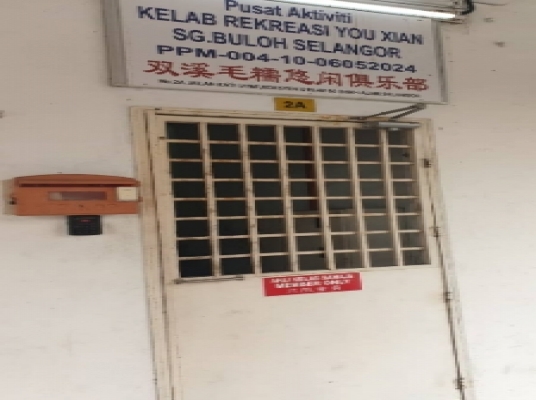 Pusat Aktiviti
KELAB REKREASI YOU XIAN
SG.BULOH SELANGOR
PPM-004-10-06052024
双溪毛糯悠闲俱乐部
2A
MEMBER ONLY